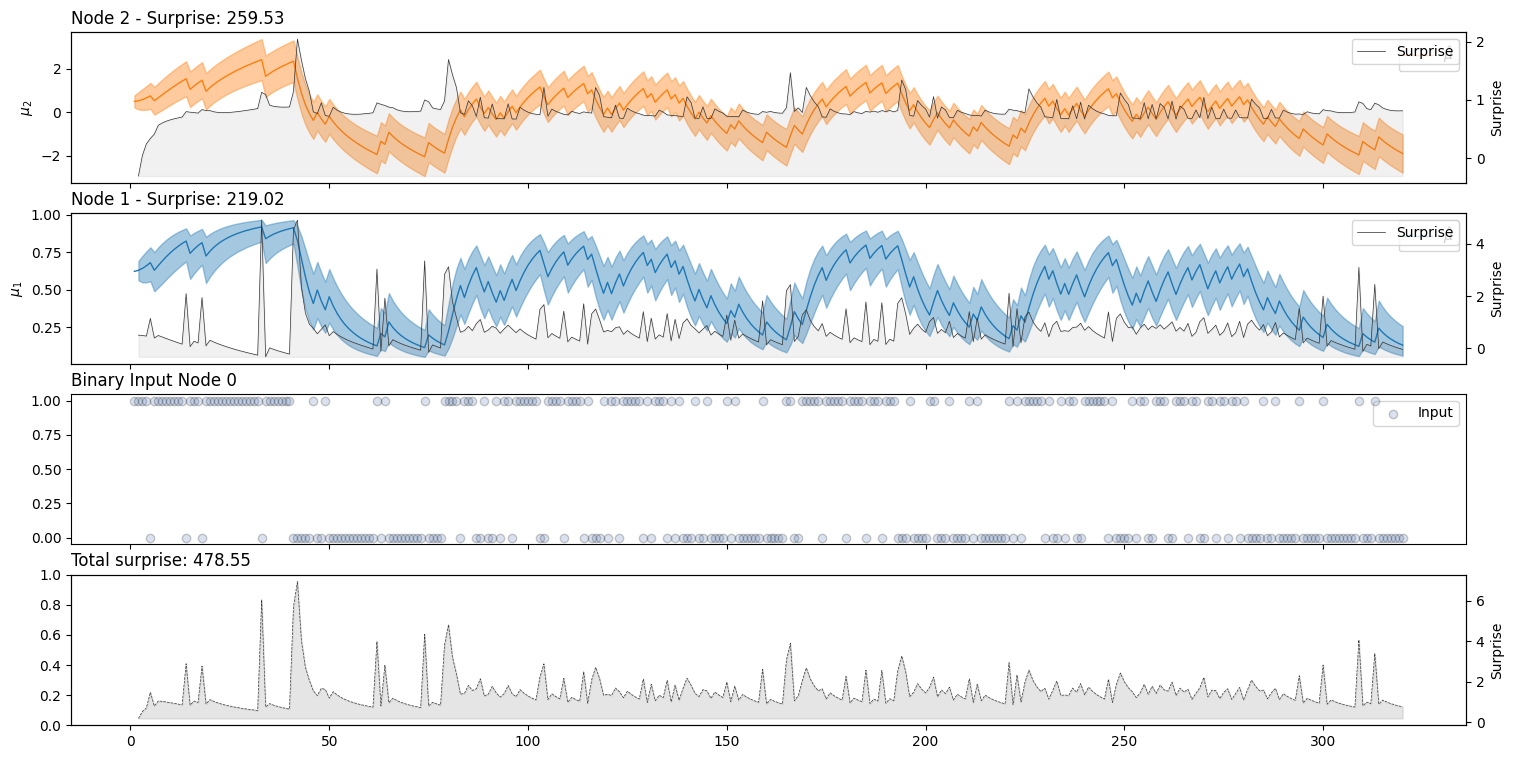 Node 2 - Surprise: 259.53
2
0
−2
μ2
Surprise
2
1
0
Surprise
Node 1 - Surprise: 219.02
1.00
0.75
0.50
0.25
μ1
Surprise
4
2
0
Surprise
Binary Input Node 0
1.00
0.75
0.50
0.25
0.00
Input
Total surprise: 478.55
1.0
0.8
0.6
0.4
0.2
0.0
6
4
2
0
Surprise
0 50 100 150 200 250 300